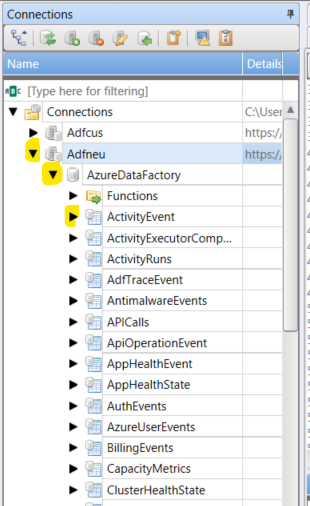 Connections
Name Details
aBc [Type here for filtering]
Connections C:\User
Adfcus https://
Adfneu https://
AzureDataFactory
Functions
ActivityEvent
ActivityExecutorComp...
ActivityRuns
AdfTraceEvent
AntimalwareEvents
APICalls
ApiOperationEvent
AppHealthEvent
AppHealthState
AuthEvents
AzureUserEvents
BillingEvents
CapacityMetrics
ClusterHealthState